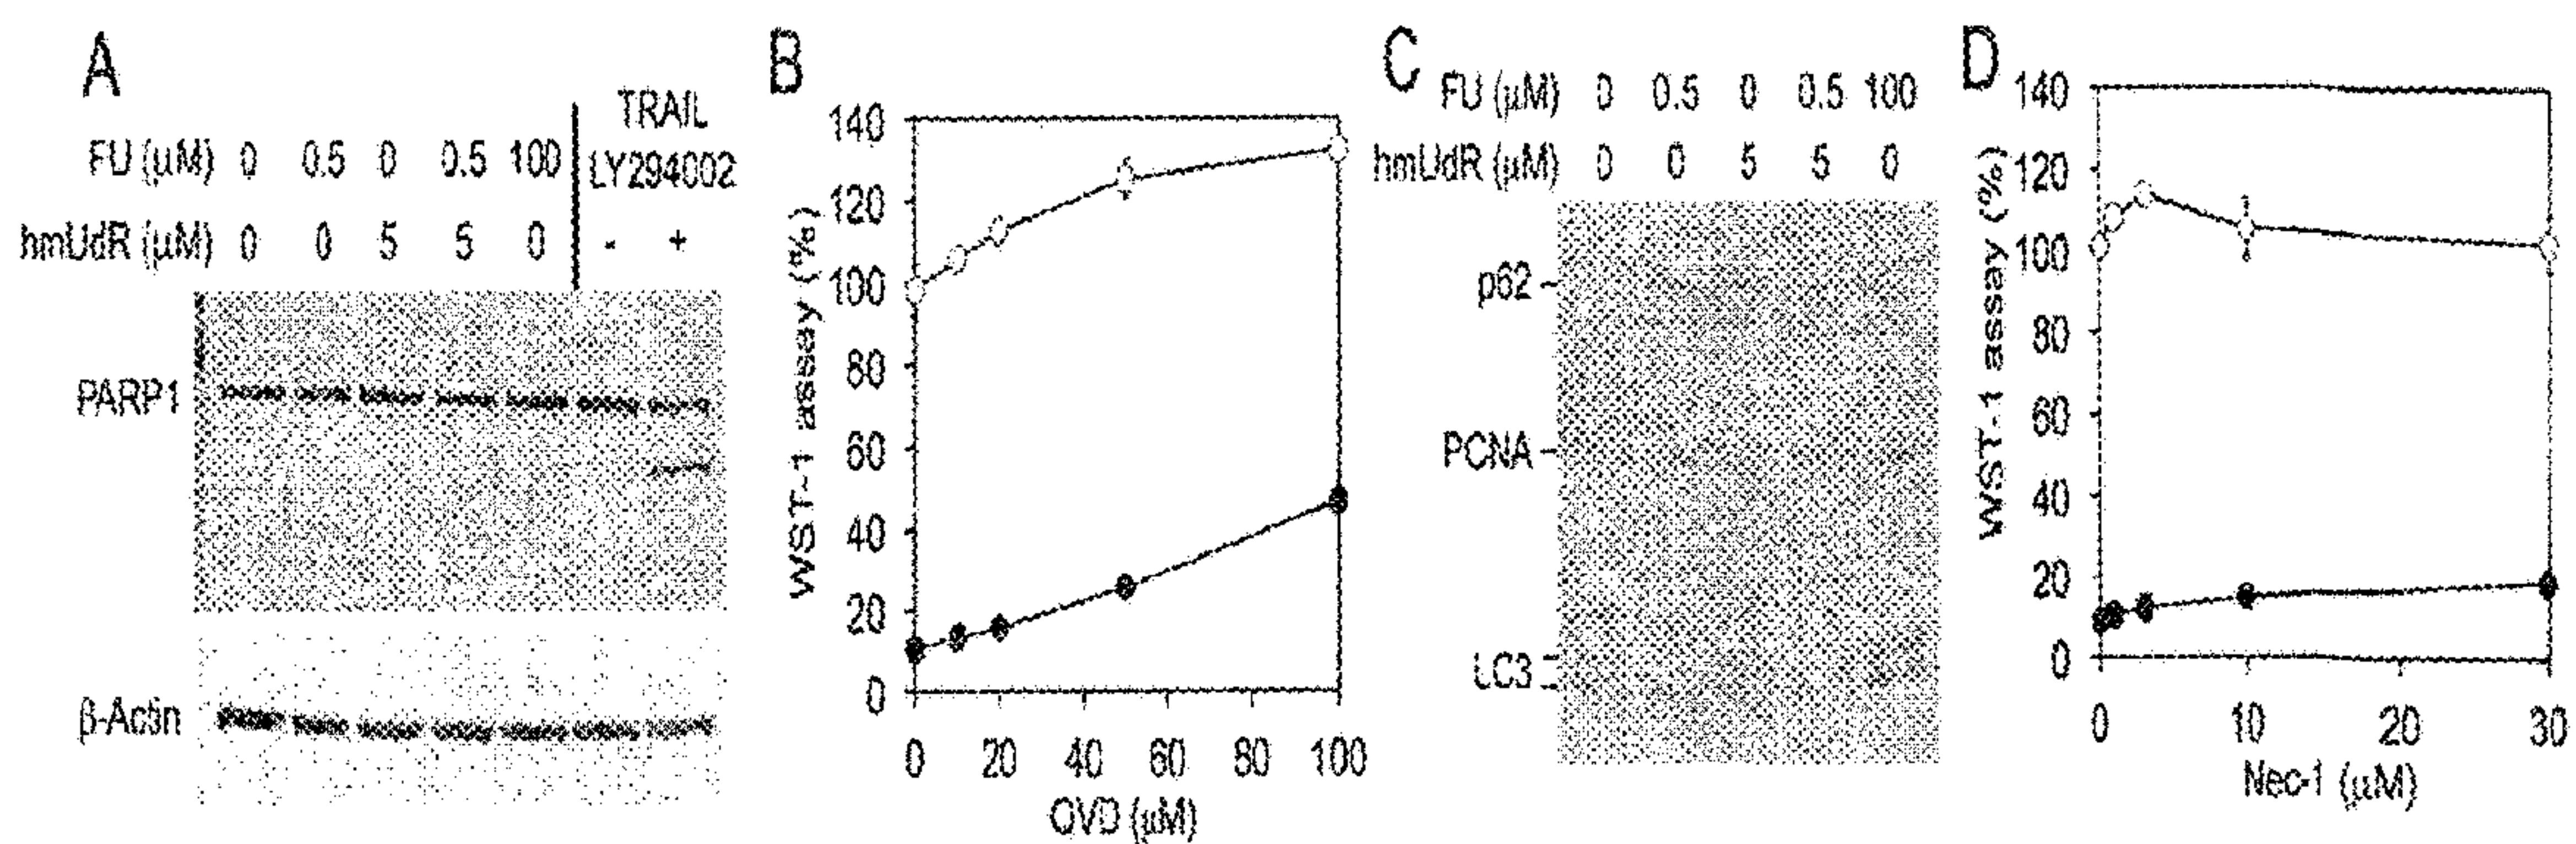 A
TRAIL
FU (μM) 0 0.5 0 0.5 100 LY294002
hmUdR (μM) 0 0 5 5 0 - +
PARP1
β-Actin
B
WST-1 assay (%)
140
120
100
80
60
40
20
0
0 20 40 60 80 100
OVD (μM)
C
FU (μM) 0 0.5 0 0.5 100
hmUdR (μM) 0 0 5 5 0
p62
PCNA
LC3
D
WST-1 assay (%)
140
120
100
80
60
40
20
0
0 10 20 30
Nec-1 (μM)